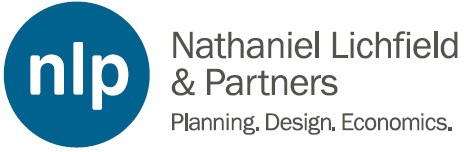 nlp
Nathaniel Lichfield
& Partners
Planning. Design. Economics.